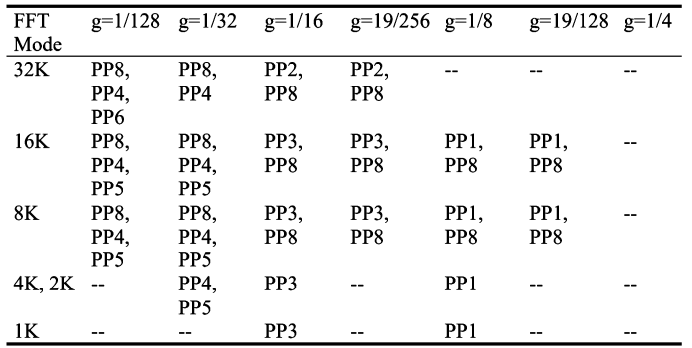 FFT Mode g=1/128 g=1/32 g=1/16 g=19/256 g=1/8 g=19/128 g=1/4
32K PP8, PP4, PP6 PP8, PP4 PP2, PP8 PP2, PP8 -- -- --
16K PP8, PP4, PP5 PP8, PP4, PP5 PP3, PP8 PP3, PP8 PP1, PP8 PP1, PP8 --
8K PP8, PP4, PP5 PP8, PP4, PP5 PP3, PP8 PP3, PP8 PP1, PP8 PP1, PP8 --
4K, 2K -- PP4, PP5 PP3 -- PP1 -- --
1K -- -- PP3 -- PP1 -- --